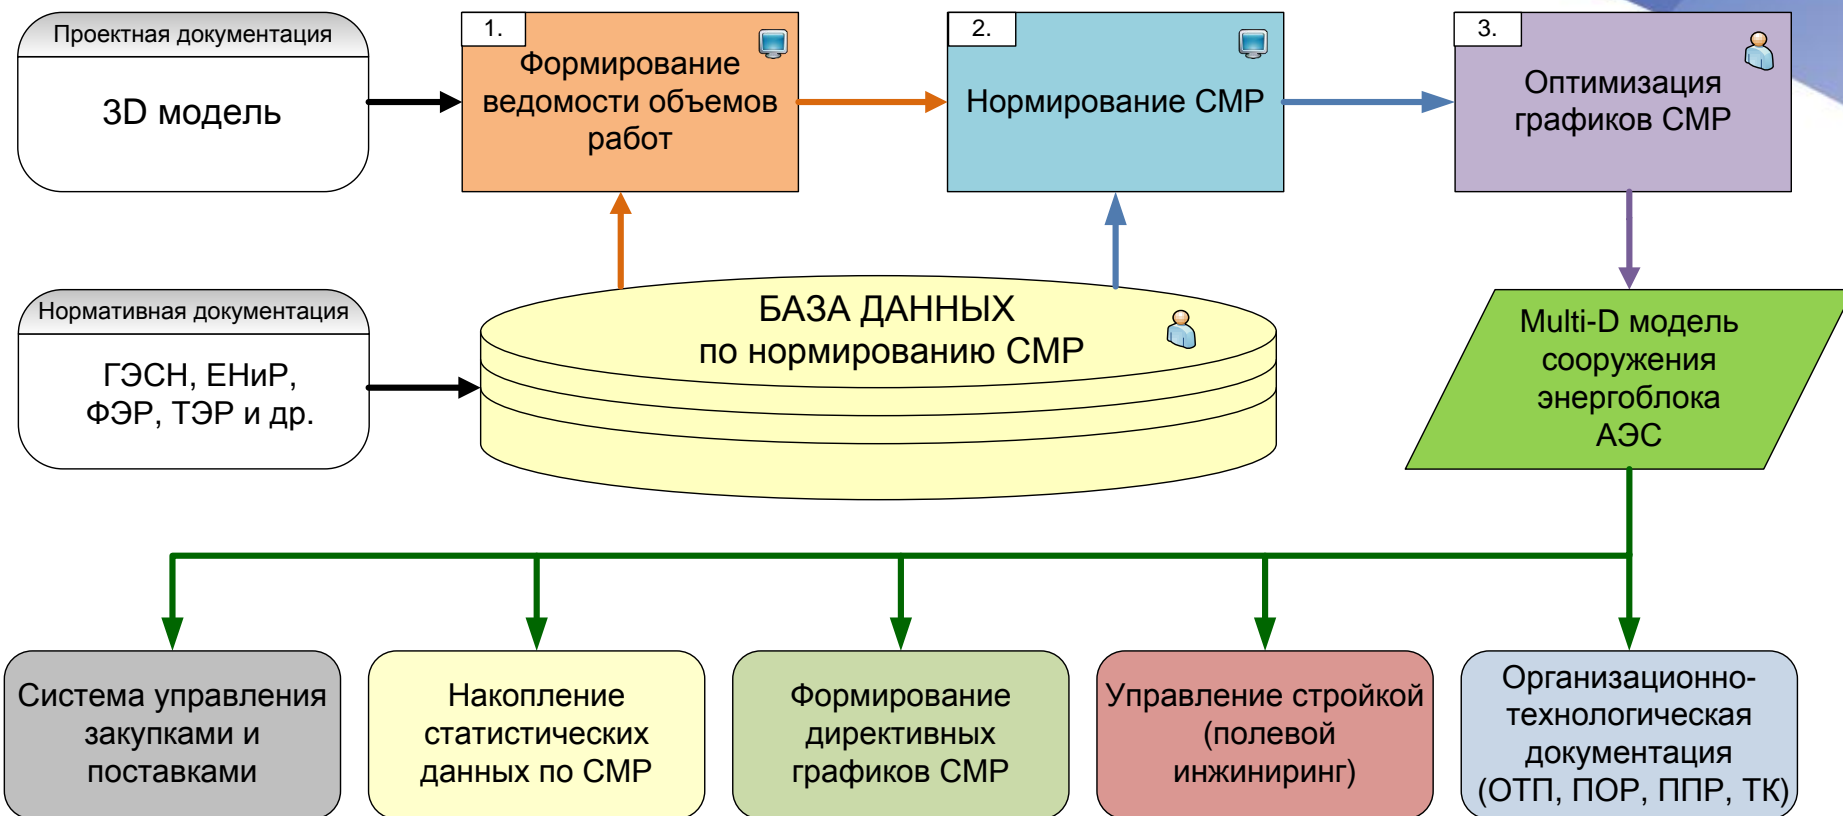 Проектная документация
3D модель
1.
Формирование
ведомости объемов
работ
2.
Нормирование СМР
3.
Оптимизация
графиков СМР
Нормативная документация
ГЭСН, ЕНиР,
ФЭР, ТЭР и др.
БАЗА ДАННЫХ
по нормированию СМР
Multi-D модель
сооружения
энергоблока
АЭС
Система управления
закупками и
поставками
Накопление
статистических
данных по СМР
Формирование
директивных
графиков СМР
Управление стройкой
(полевой
инжиниринг)
Организационно-
технологическая
документация
(ОТП, ПОР, ППР, ТК)